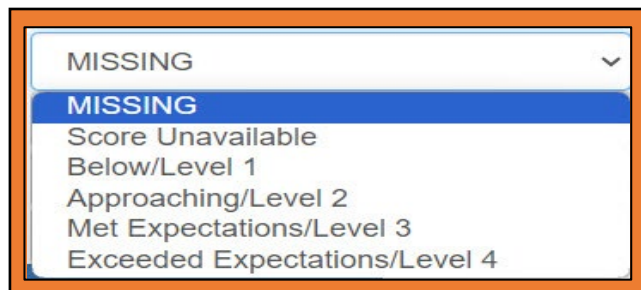 MISSING
MISSING
Score Unavailable
Below/Level 1
Approaching/Level 2
Met Expectations/Level 3
Exceeded Expectations/Level 4